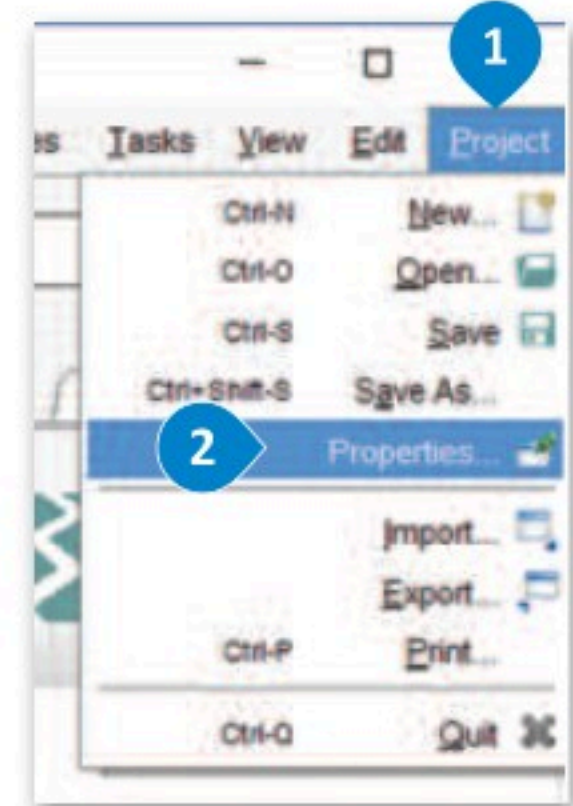 1
es Tasks View Edit Project
Ctrl-N New...
Ctrl-O Open...
Ctrl-S Save
Ctrl+Shift-S Save As...
2 Properties...
Import...
Export...
Ctrl-P Print...
Ctrl-Q Quit